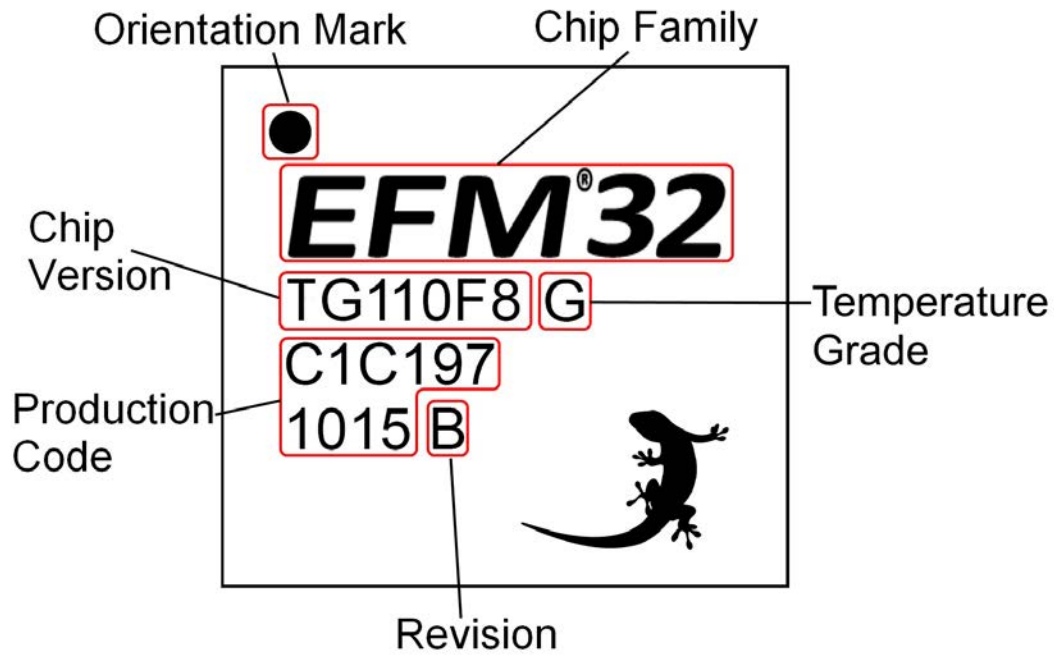 Orientation Mark
Chip Family
EFM®32
Chip
Version
TG110F8 G
Temperature
Grade
C1C197
Production
Code
1015 B
Revision